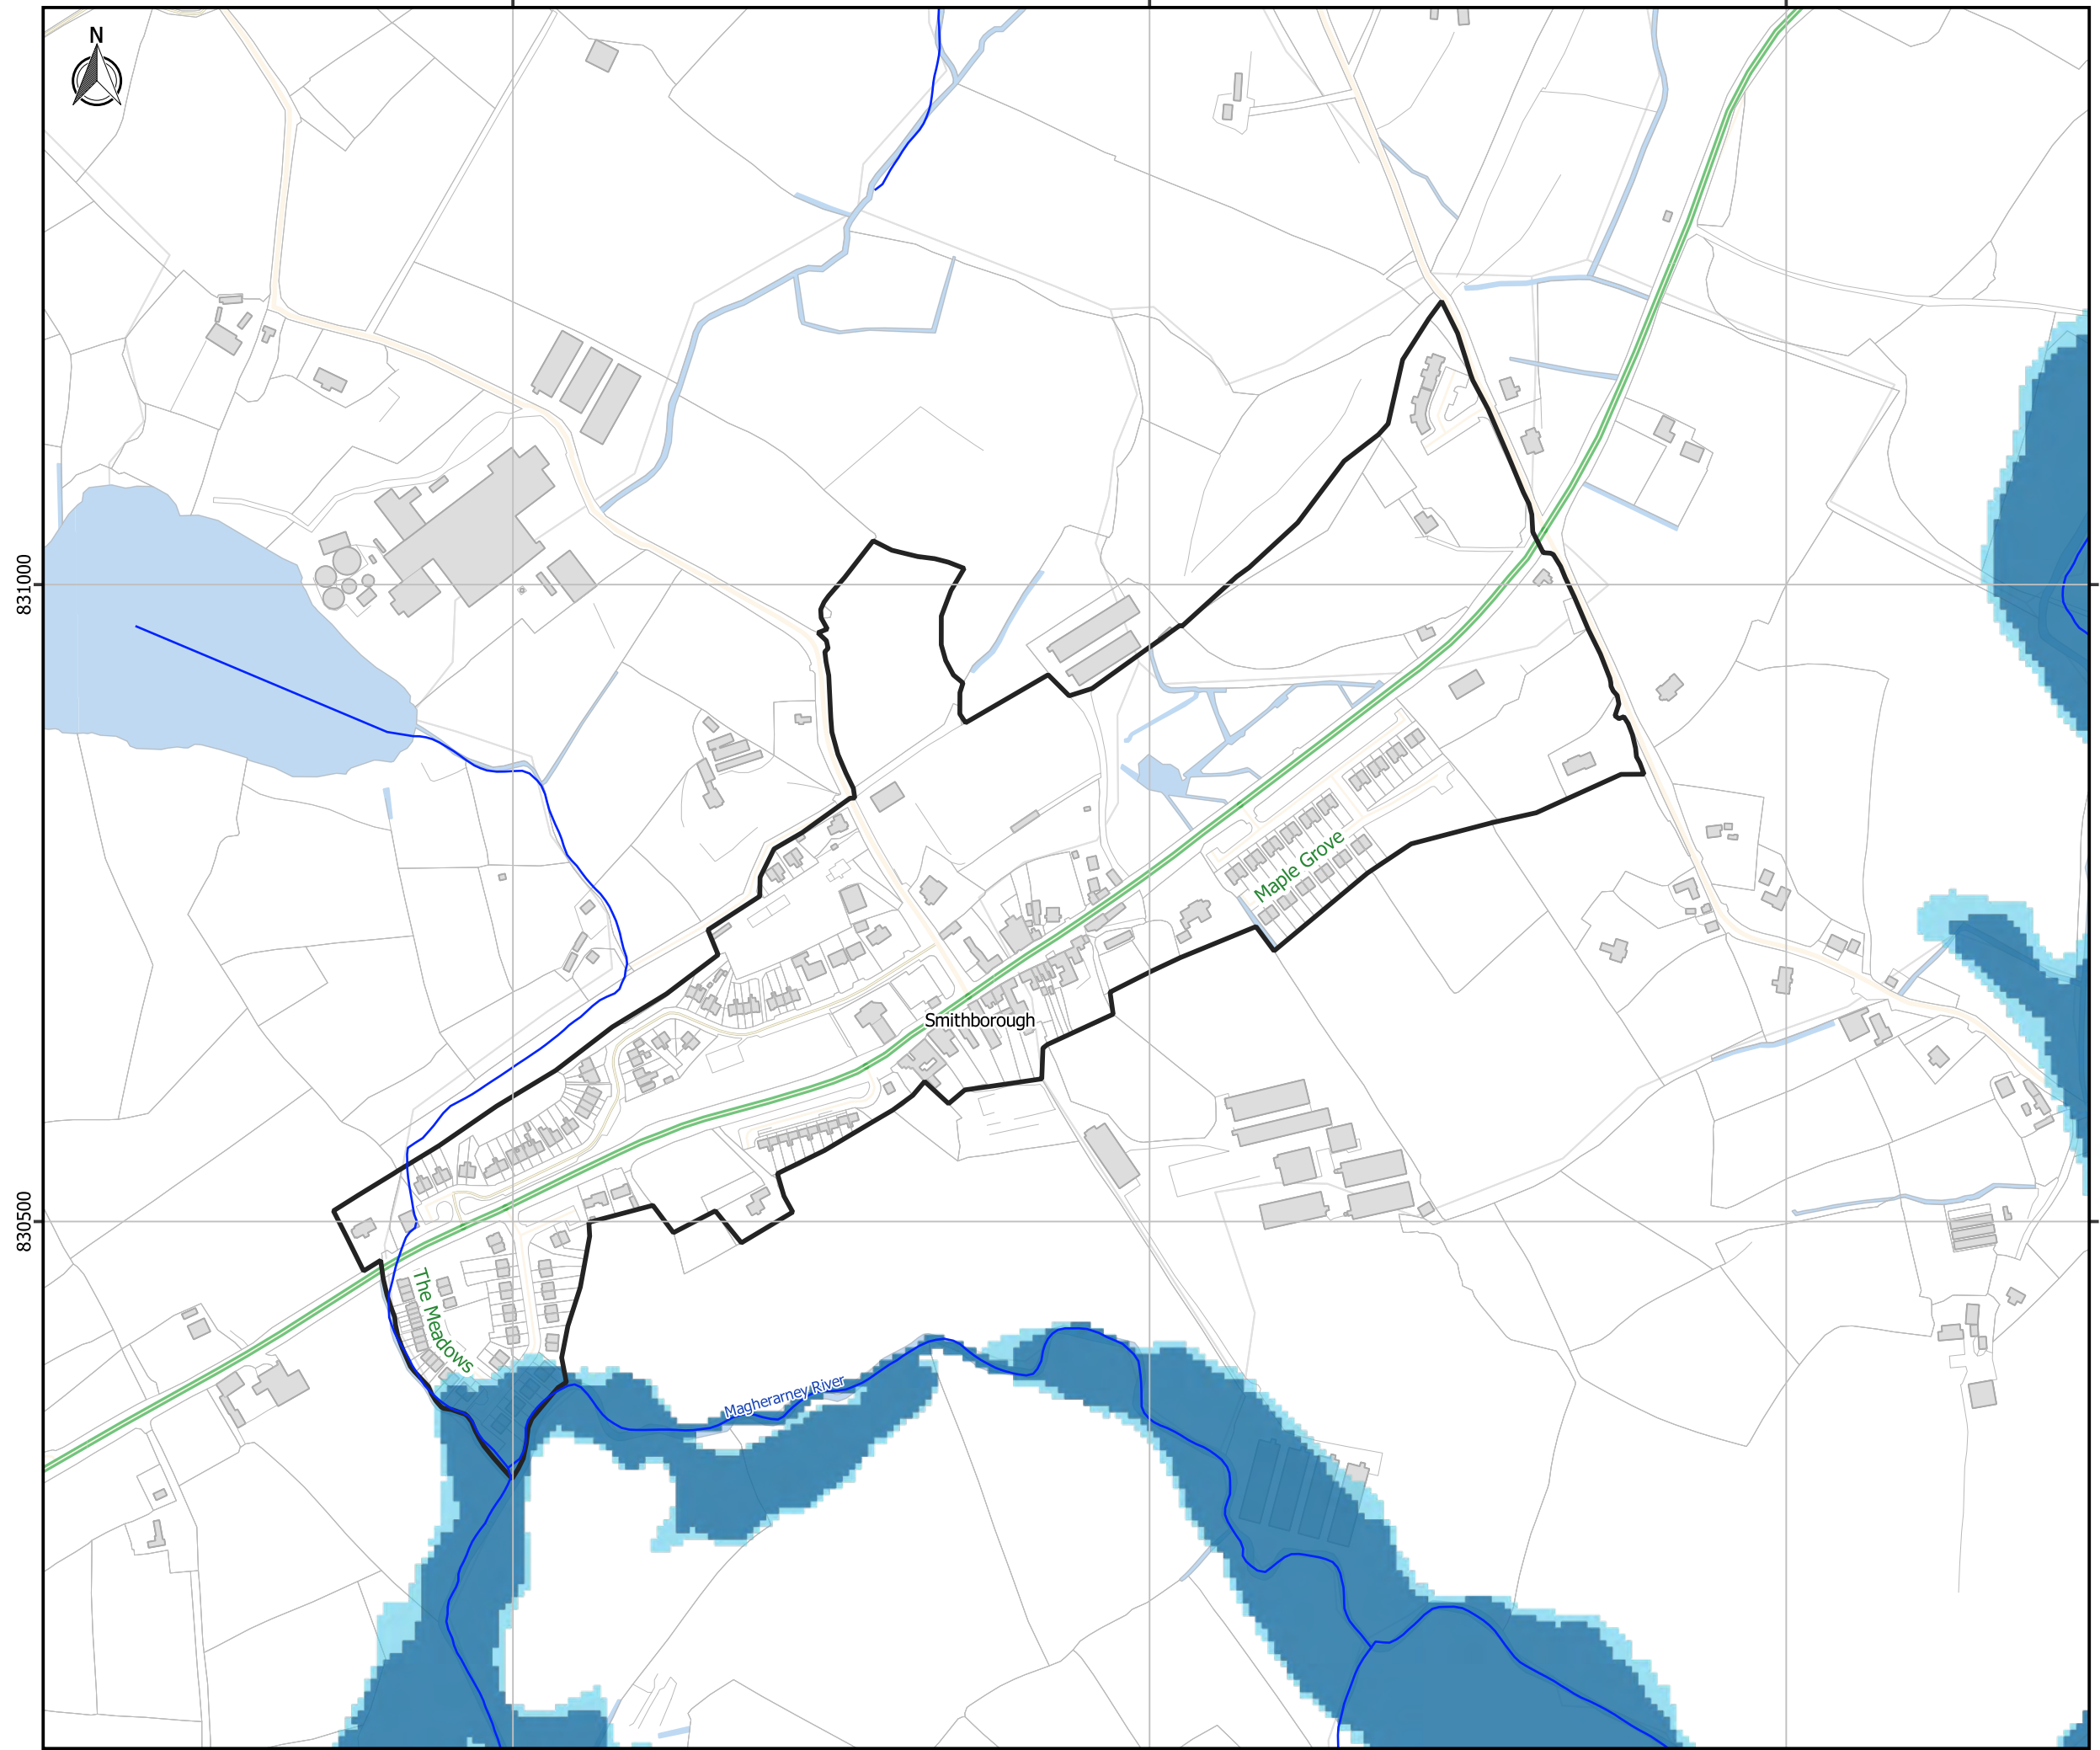 N
831000
Maple Grove
Smithborough
830500
The Meadows
Magherarney River